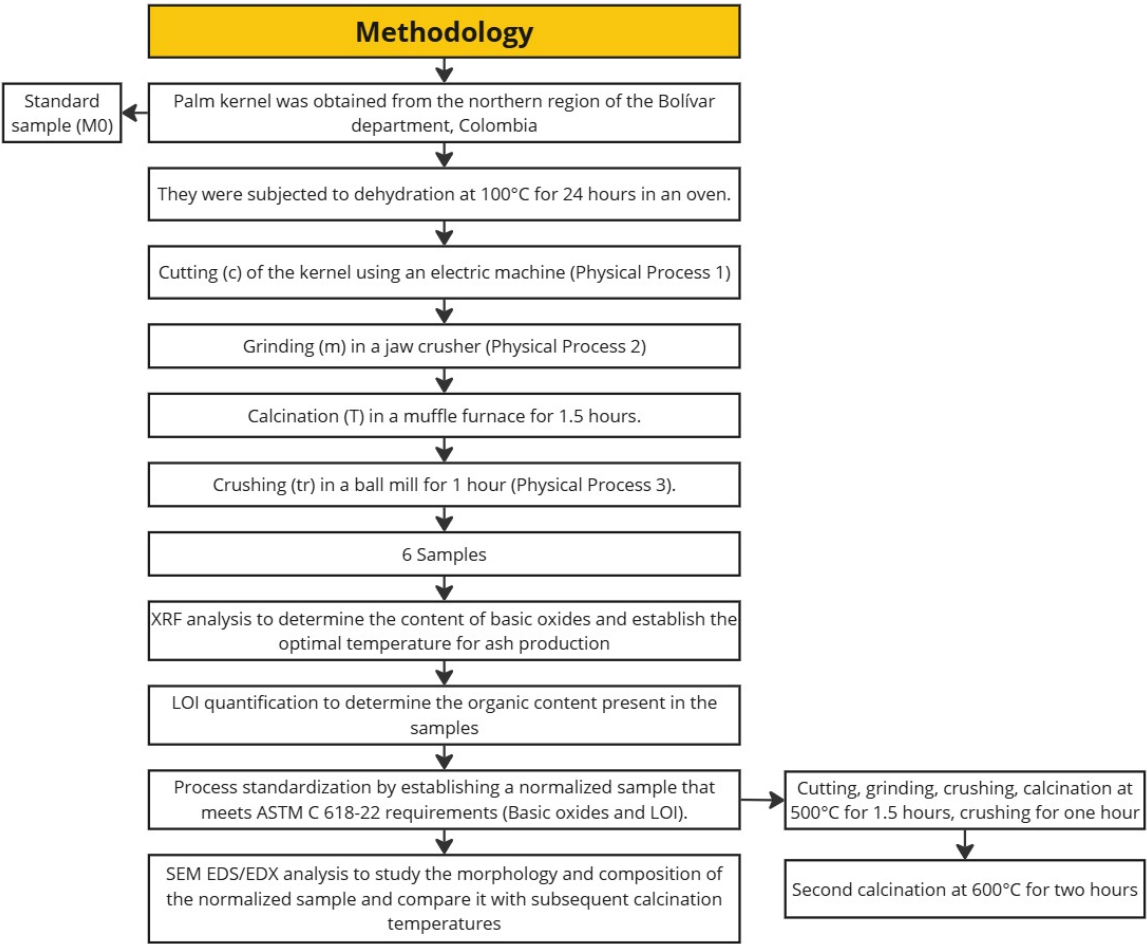 Methodology
Standard
sample (M0)
Palm kernel was obtained from the northern region of the Bolívar
department, Colombia
They were subjected to dehydration at 100°C for 24 hours in an oven.
Cutting (c) of the kernel using an electric machine (Physical Process 1)
Grinding (m) in a jaw crusher (Physical Process 2)
Calcination (T) in a muffle furnace for 1.5 hours.
Crushing (tr) in a ball mill for 1 hour (Physical Process 3).
6 Samples
XRF analysis to determine the content of basic oxides and establish the
optimal temperature for ash production
LOI quantification to determine the organic content present in the
samples
Process standardization by establishing a normalized sample that
meets ASTM C 618-22 requirements (Basic oxides and LOI).
Cutting, grinding, crushing, calcination at
500°C for 1.5 hours, crushing for one hour
Second calcination at 600°C for two hours
SEM EDS/EDX analysis to study the morphology and composition of
the normalized sample and compare it with subsequent calcination
temperatures